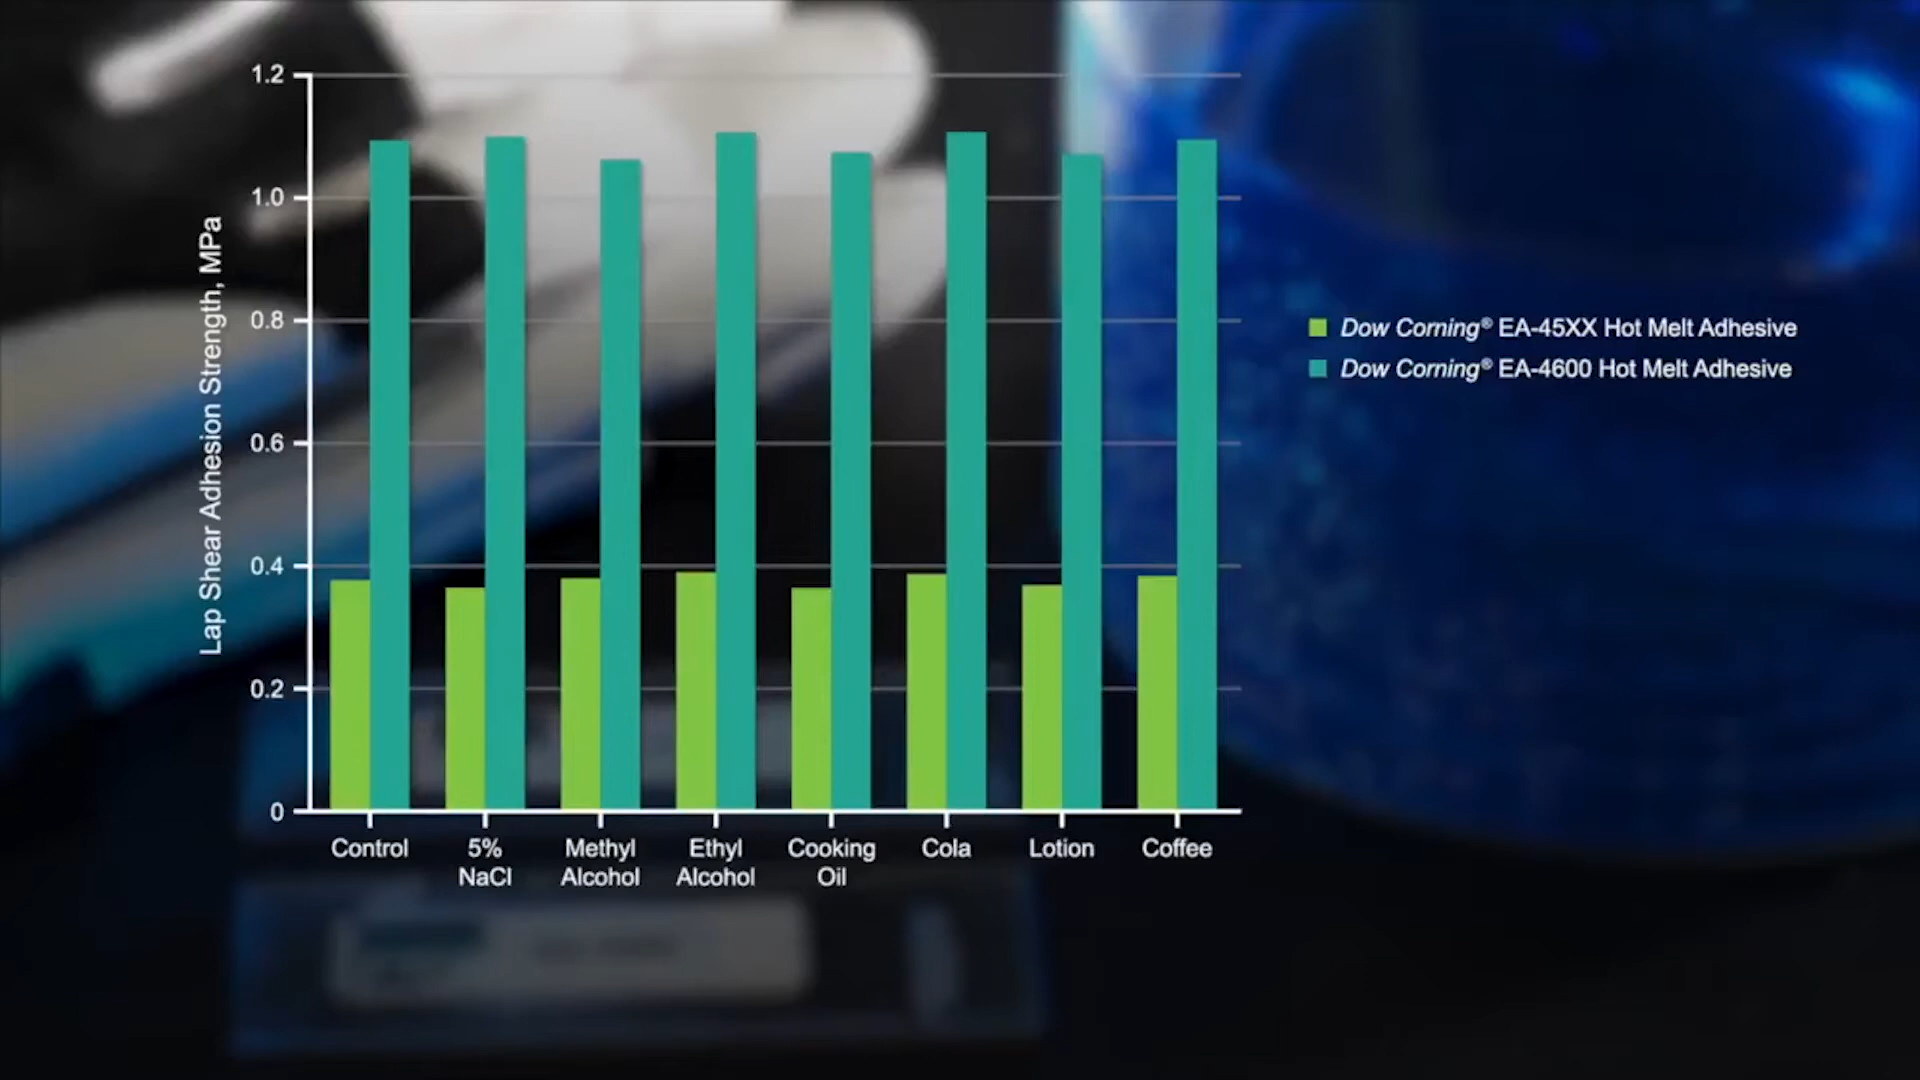 1.2
1.0
0.8
0.6
0.4
0.2
0
Lap Shear Adhesion Strength, MPa
Control
5%
NaCl
Methyl
Alcohol
Ethyl
Alcohol
Cooking
Oil
Cola
Lotion
Coffee
Dow Corning® EA-45XX Hot Melt Adhesive
Dow Corning® EA-4600 Hot Melt Adhesive